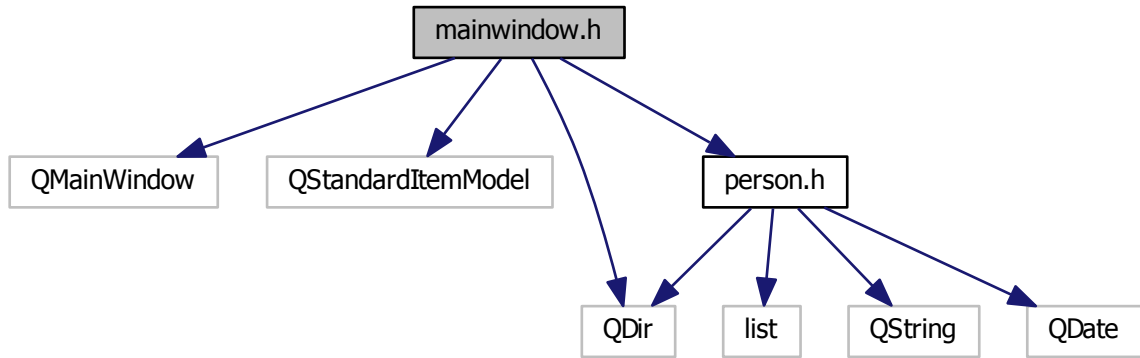 mainwindow.h
QMainWindow
QStandardItemModel
person.h
QDir
list
QString
QDate